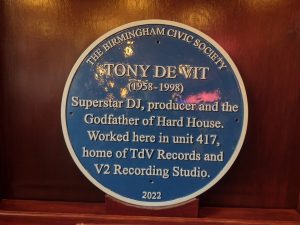 THE BIRMINGHAM CIVIC SOCIETY
TONY DE VIT
(1958-1998)
Superstar DJ, producer and the
Godfather of Hard House.
Worked here in unit 417,
home of TdV Records and
V2 Recording Studio.
2022